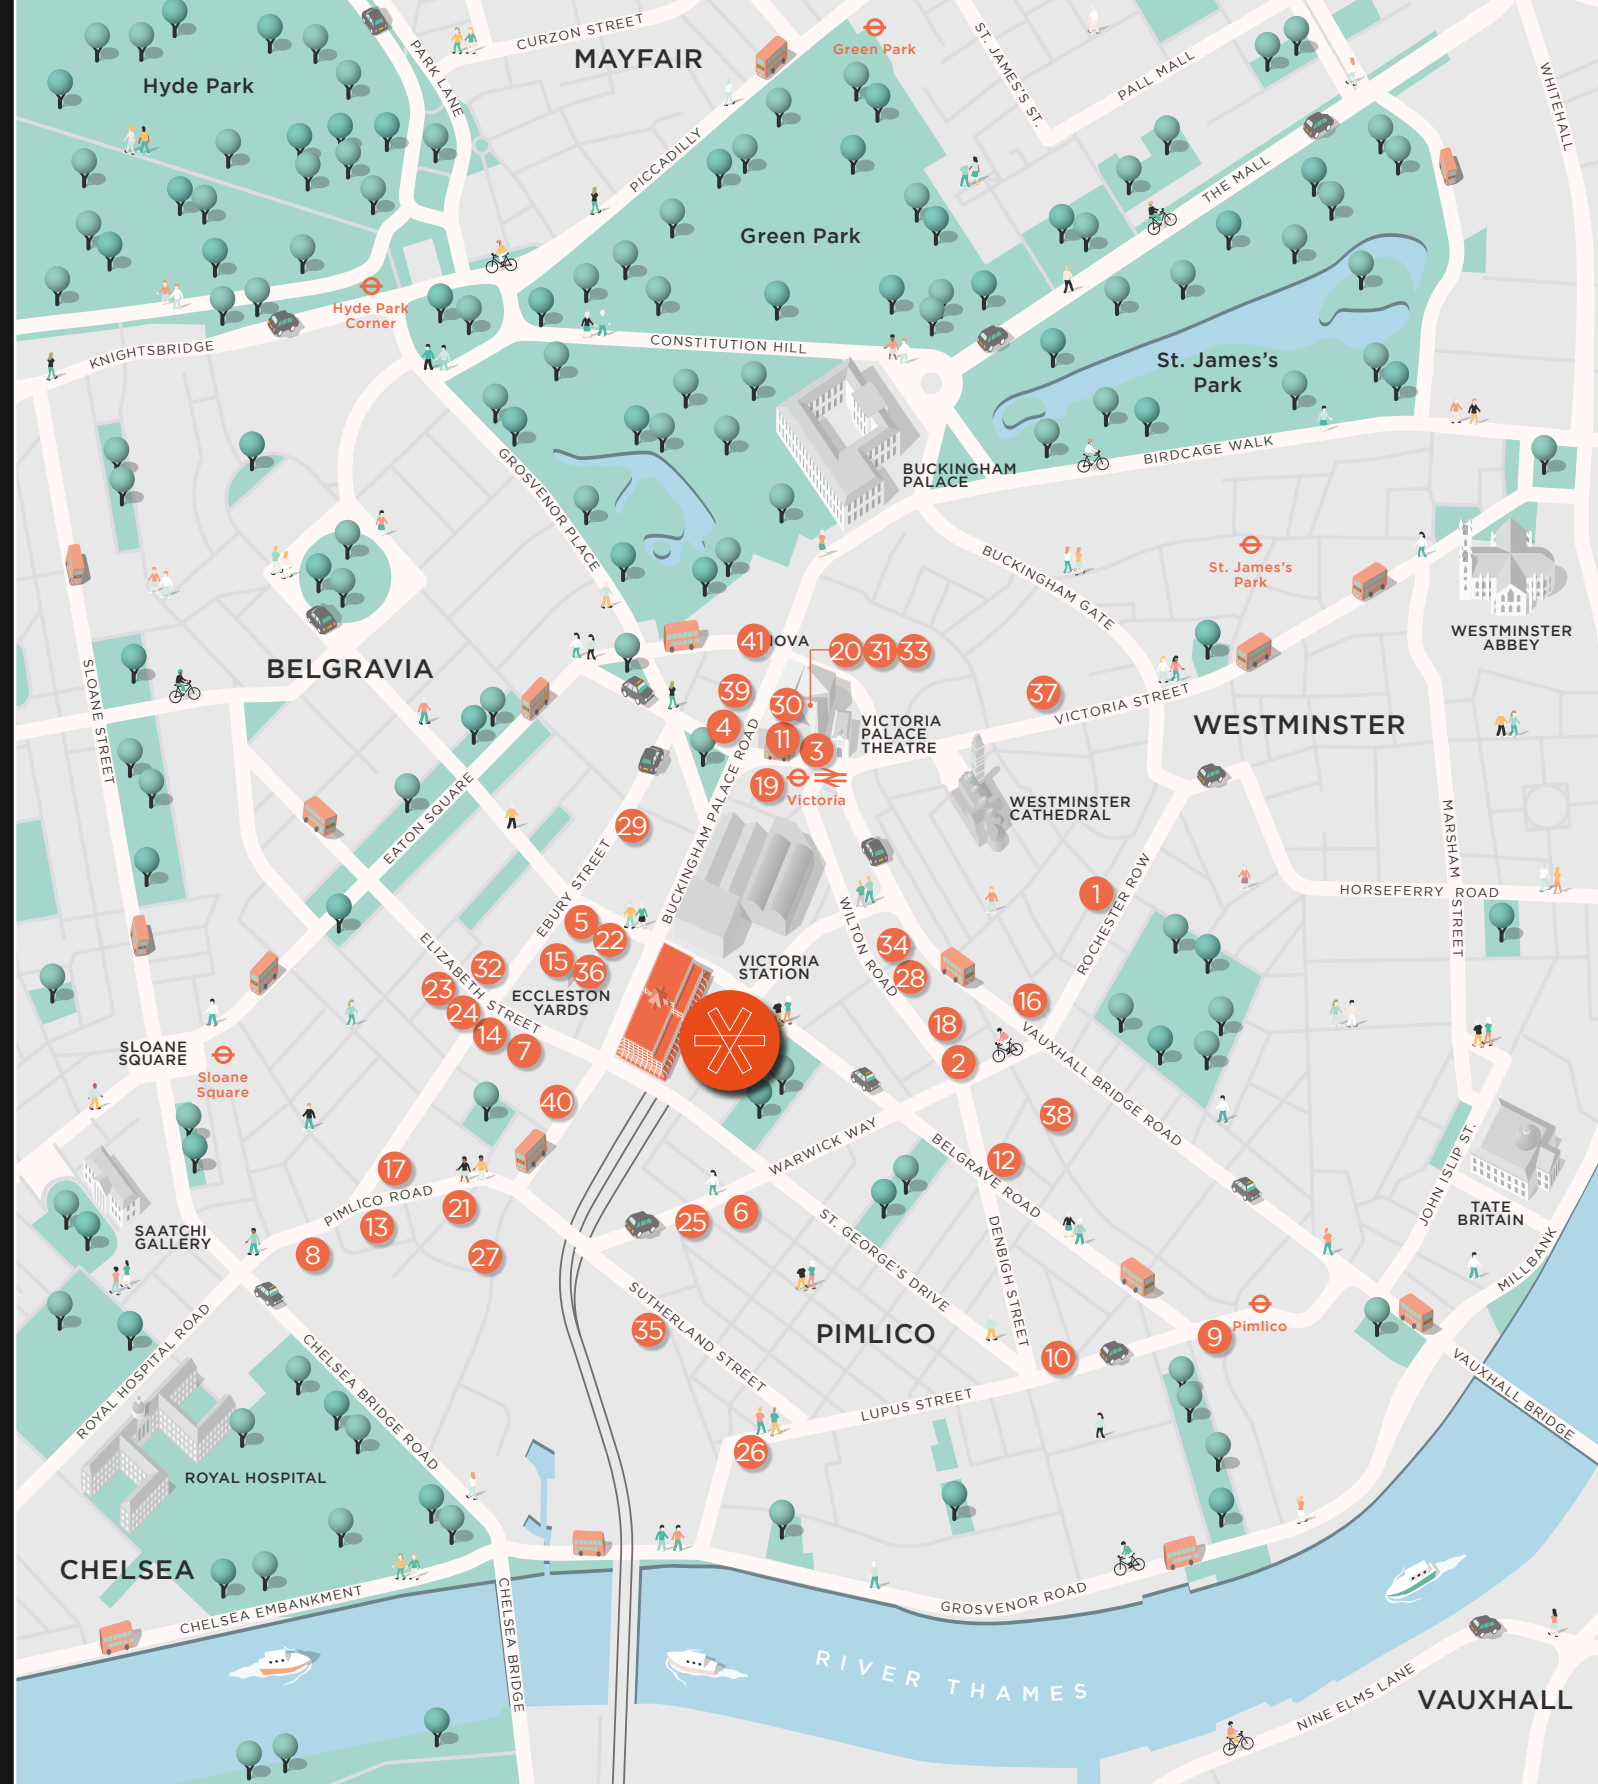 CURZON STREET
MAYFAIR
Green Park
Hyde Park
PARK LANE
ST. JAMES'S ST.
PALL MALL
WHITEHALL
PICCADILLY
THE MALL
Green Park
Hyde Park
Corner
KNIGHTSBRIDGE
CONSTITUTION HILL
St. James's
Park
BUCKINGHAM
PALACE
BIRDCAGE WALK
GROSVENOR PLACE
BUCKINGHAM GATE
St. James's
Park
WESTMINSTER
ABBEY
41
NOVA
20
31
33
BELGRAVIA
SLOANE STREET
39
30
37
VICTORIA STREET
4
11
3
VICTORIA
PALACE
THEATRE
WESTMINSTER
19
Victoria
WESTMINSTER
CATHEDRAL
EATON SQUARE
29
BUCKINGHAM PALACE ROAD
EBURY STREET
MARSHAM STREET
HORSEFERRY ROAD
1
ROCHESTER ROW
WILTON ROAD
5
22
34
28
ELIZABETH STREET
32
15
36
VICTORIA
STATION
23
24
ECCLESTON
YARDS
14
7
16
18
2
VAUXHALL BRIDGE ROAD
SLOANE
SQUARE
Sloane
Square
40
38
WARWICK WAY
BELGRAVE ROAD
12
JOHN ISLIP ST.
TATE
BRITAIN
17
PIMLICO ROAD
21
13
8
27
25
6
SAATCHI
GALLERY
ST. GEORGE'S DRIVE
DENBIGH STREET
MILLBANK
SUTHERLAND STREET
35
PIMLICO
9
Pimlico
10
ROYAL HOSPITAL ROAD
CHELSEA BRIDGE ROAD
LUPUS STREET
VAUXHALL BRIDGE
26
ROYAL HOSPITAL
CHELSEA
CHELSEA EMBANKMENT
CHELSEA BRIDGE
GROSVENOR ROAD
RIVER THAMES
NINE ELMS LANE
VAUXHALL